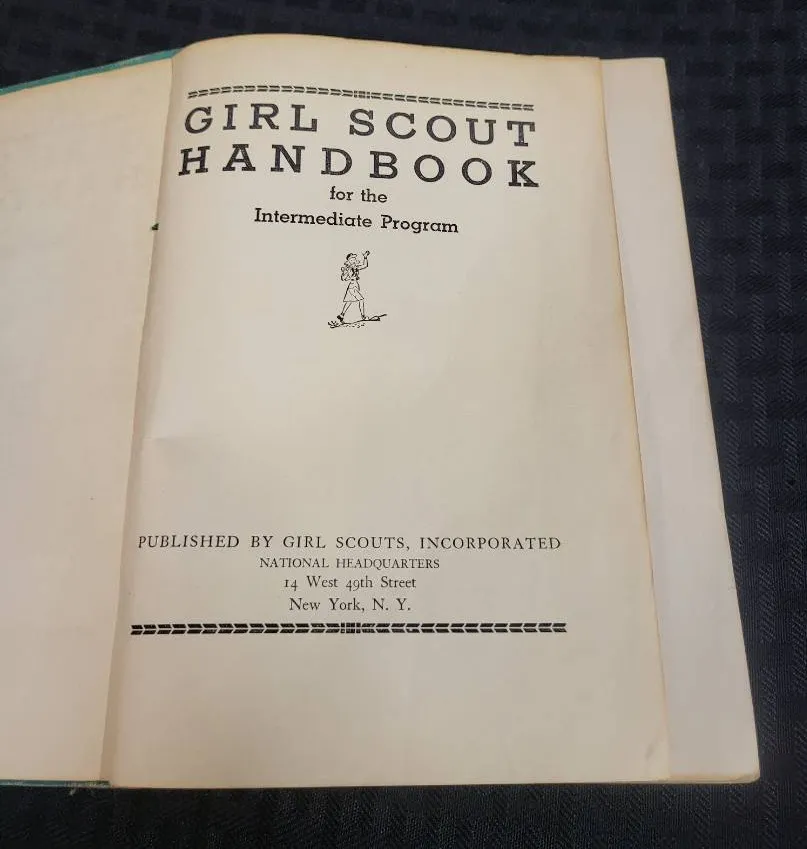 GIRL SCOUT
HANDBOOK
for the
Intermediate Program
PUBLISHED BY GIRL SCOUTS, INCORPORATED
NATIONAL HEADQUARTERS
14 West 49th Street
New York, N. Y.